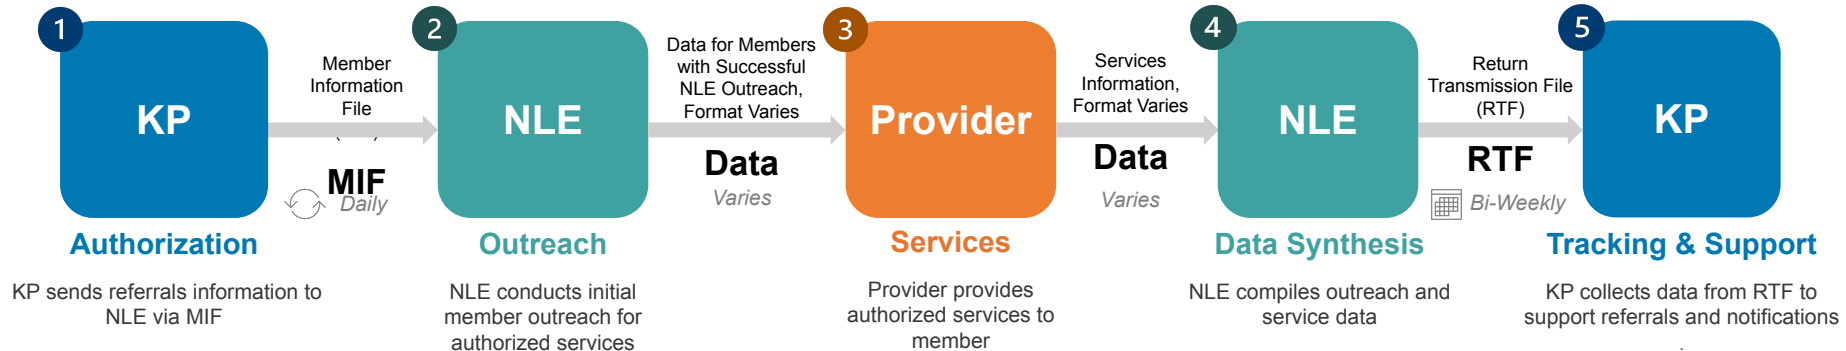 1
KP
Authorization
KP sends referrals information to
NLE via MIF
Member
Information
File
MIF
Daily
2
NLE
Outreach
NLE conducts initial
member outreach for
authorized services
Data for Members
with Successful
NLE Outreach,
Format Varies
Data
Varies
3
Provider
Services
Provider provides
authorized services to
member
Services
Information,
Format Varies
Data
Varies
4
NLE
Data Synthesis
NLE compiles outreach and
service data
Return
Transmission File
(RTF)
RTF
Bi-Weekly
5
KP
Tracking & Support
KP collects data from RTF to
support referrals and notifications